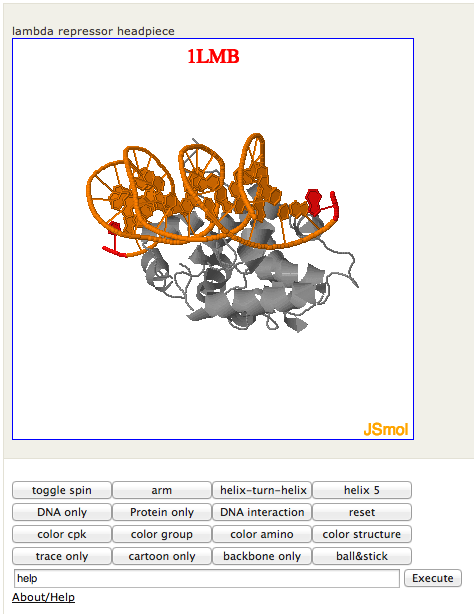 lambda repressor headpiece
1LMB
JSmol
toggle spin arm helix-turn-helix helix 5
DNA only Protein only DNA interaction reset
color cpk color group color amino color structure
trace only cartoon only backbone only ball&stick
help Execute
About/Help